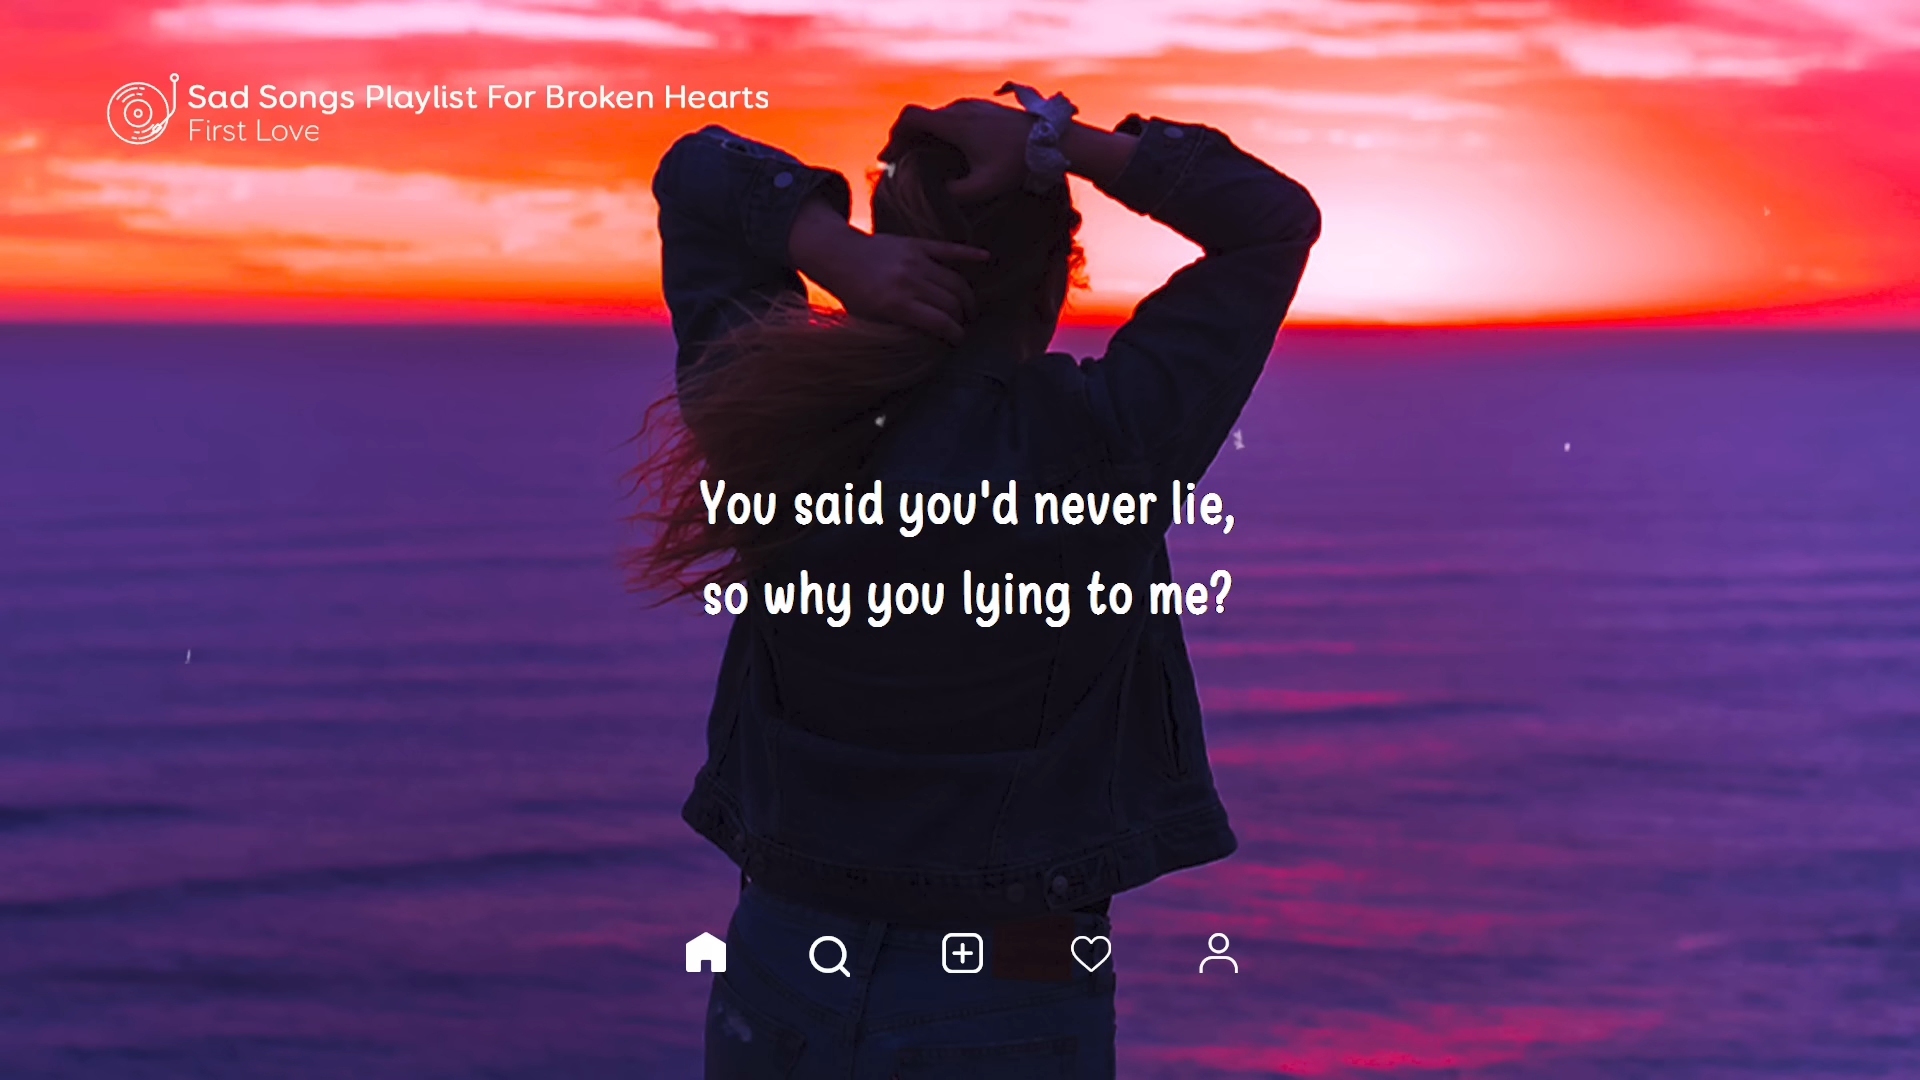 Sad Songs Playlist For Broken Hearts
First Love
You said you'd never lie,
so why you lying to me?